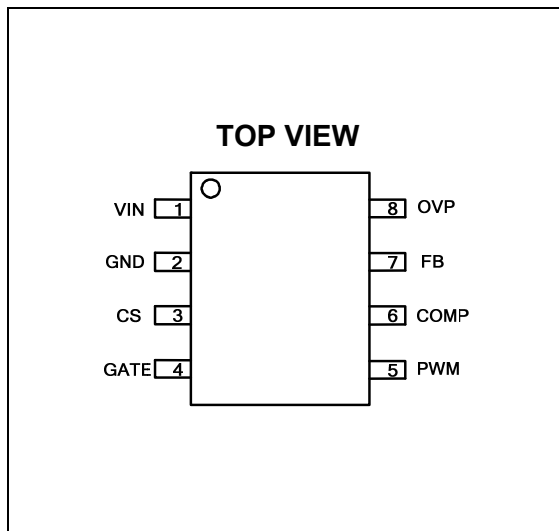 TOP VIEW
VIN 1 8 OVP
GND 2 7 FB
CS 3 6 COMP
GATE 4 5 PWM